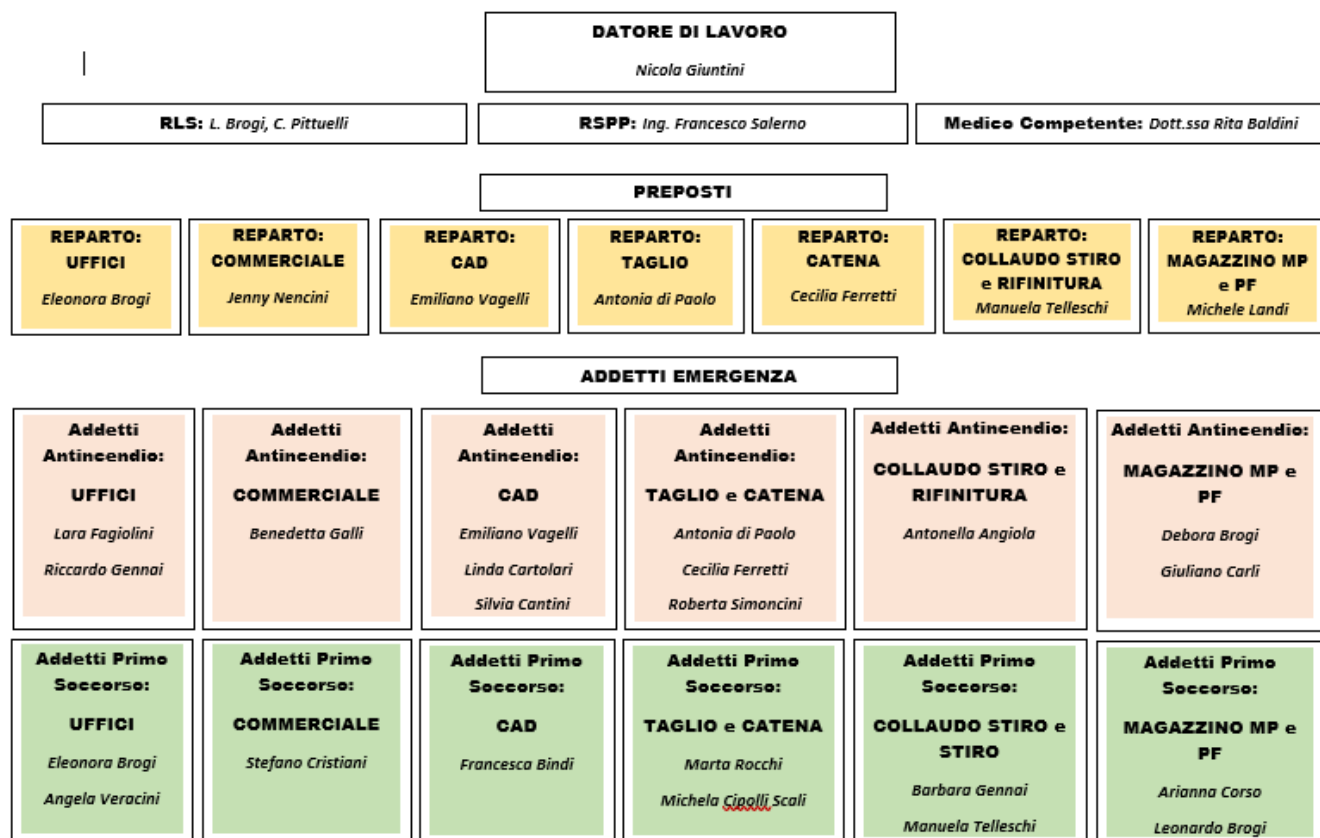 DATORE DI LAVORO
Nicola Giuntini
RLS: L. Brogi, C. Pittuelli
RSPP: Ing. Francesco Salerno
Medico Competente: Dott.ssa Rita Baldini
PREPOSTI
REPARTO:
UFFICI
Eleonora Brogi
REPARTO:
COMMERCIALE
Jenny Nencini
REPARTO:
CAD
Emiliano Vagelli
REPARTO:
TAGLIO
Antonia di Paolo
REPARTO:
CATENA
Cecilia Ferretti
REPARTO:
COLLAUDO STIRO
e RIFINITURA
Manuela Telleschi
REPARTO:
MAGAZZINO MP
e PF
Michele Landi
ADDETTI EMERGENZA
Addetti
Antincendio:
UFFICI
Lara Fagiolini
Riccardo Gennai
Addetti
Antincendio:
COMMERCIALE
Benedetta Galli
Addetti
Antincendio:
CAD
Emiliano Vagelli
Linda Cartolari
Silvia Cantini
Addetti
Antincendio:
TAGLIO e CATENA
Antonia di Paolo
Cecilia Ferretti
Roberta Simoncini
Addetti Antincendio:
COLLAUDO STIRO e
RIFINITURA
Antonella Angiola
Addetti Antincendio:
MAGAZZINO MP e
PF
Debora Brogi
Giuliano Carli
Addetti Primo
Soccorso:
UFFICI
Eleonora Brogi
Angela Veracini
Addetti Primo
Soccorso:
COMMERCIALE
Stefano Cristiani
Addetti Primo
Soccorso:
CAD
Francesca Bindi
Addetti Primo
Soccorso:
TAGLIO e CATENA
Marta Rocchi
Michela Cipolli Scali
Addetti Primo
Soccorso:
COLLAUDO STIRO e
STIRO
Barbara Gennai
Manuela Telleschi
Addetti Primo
Soccorso:
MAGAZZINO MP e
PF
Arianna Corso
Leonardo Brogi